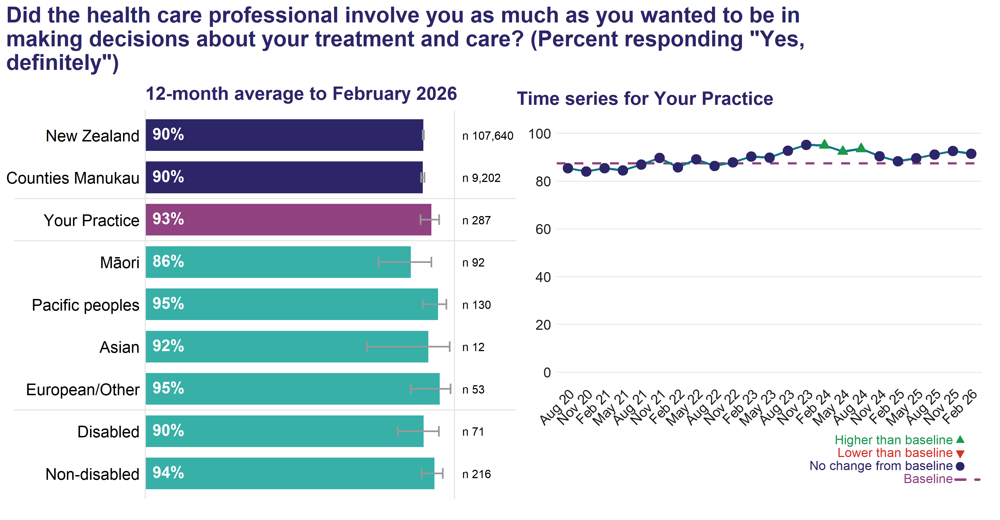 Did the health care professional involve you as much as you wanted to be in
making decisions about your treatment and care? (Percent responding "Yes,
definitely")
12-month average to February 2026
New Zealand 90% n 107,640
Counties Manukau 90% n 9,202
Your Practice 93% n 287
Māori 86% n 92
Pacific peoples 95% n 130
Asian 92% n 12
European/Other 95% n 53
Disabled 90% n 71
Non-disabled 94% n 216
Time series for Your Practice
100
80
60
40
20
0
Aug 20
Nov 20
Feb 21
May 21
Aug 21
Nov 21
Feb 22
May 22
Aug 22
Nov 22
Feb 23
May 23
Aug 23
Nov 23
Feb 24
May 24
Aug 24
Nov 24
Feb 25
May 25
Aug 25
Nov 25
Feb 26
Higher than baseline
Lower than baseline
No change from baseline
Baseline